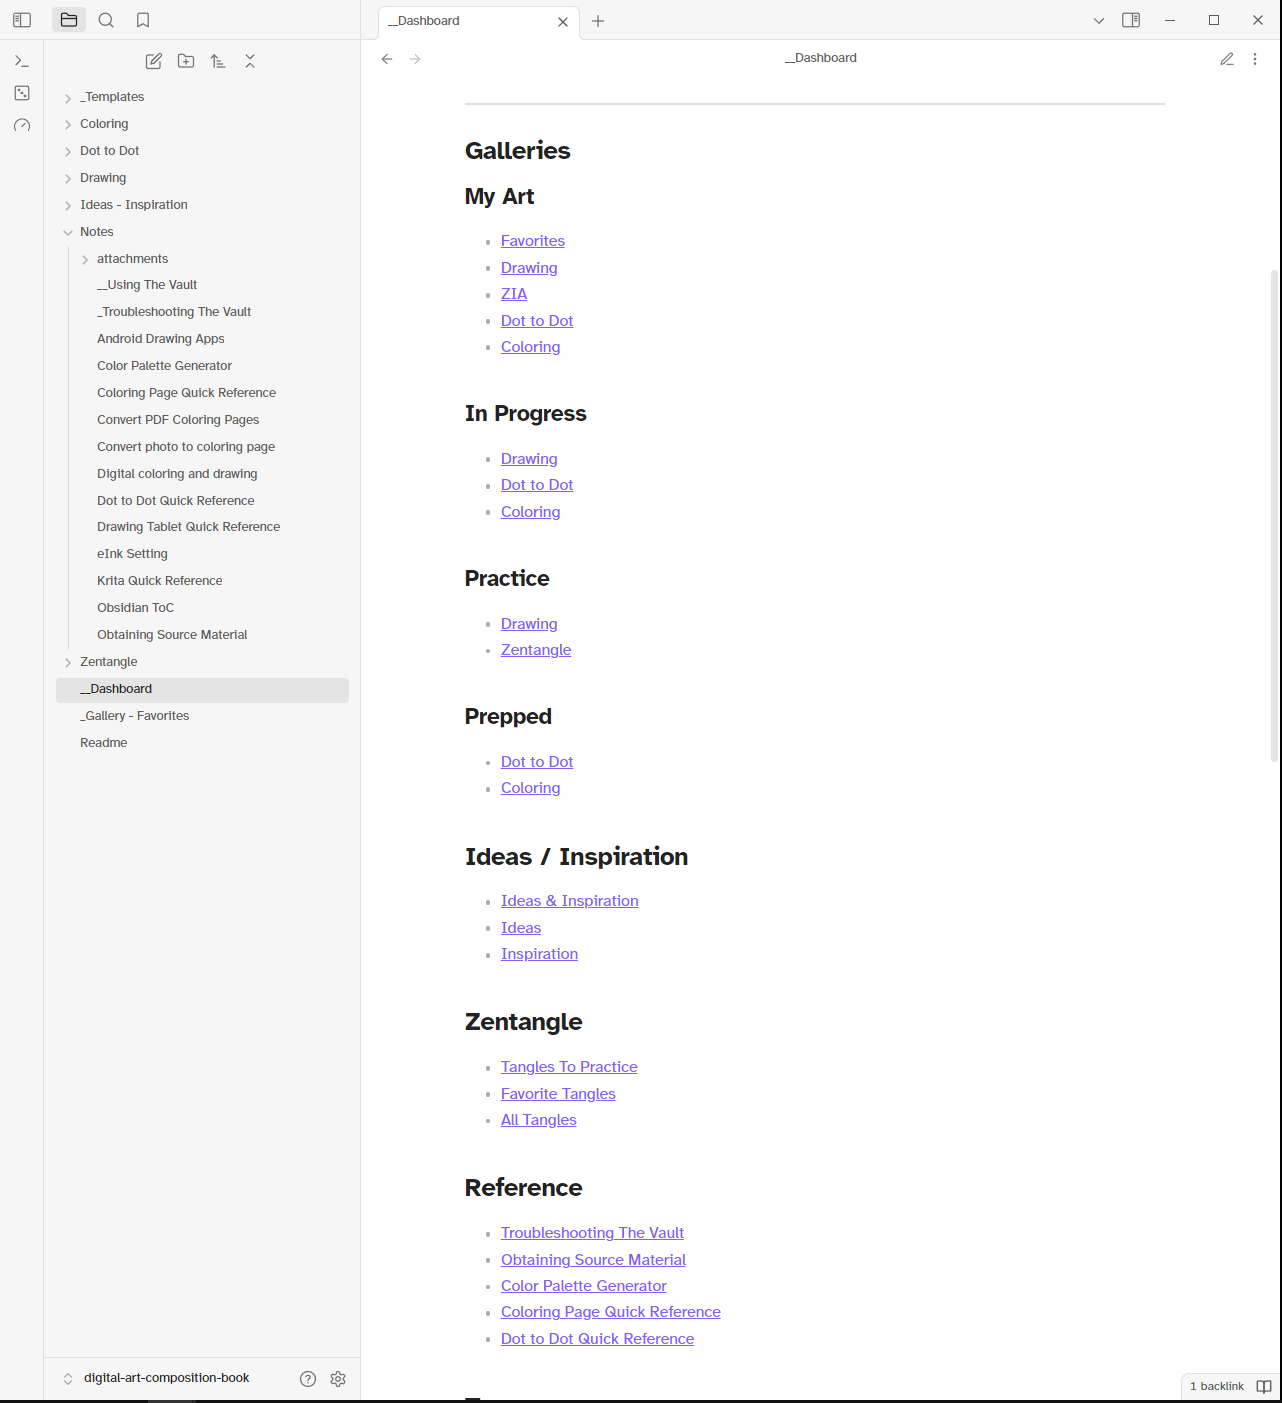 __Dashboard
__Dashboard
_Templates
Coloring
Dot to Dot
Drawing
Ideas - Inspiration
Notes
attachments
__Using The Vault
_Troubleshooting The Vault
Android Drawing Apps
Color Palette Generator
Coloring Page Quick Reference
Convert PDF Coloring Pages
Convert photo to coloring page
Digital coloring and drawing
Dot to Dot Quick Reference
Drawing Tablet Quick Reference
eInk Setting
Krita Quick Reference
Obsidian ToC
Obtaining Source Material
Zentangle
__Dashboard
_Gallery - Favorites
Readme
digital-art-composition-book
Galleries
My Art
Favorites
Drawing
ZIA
Dot to Dot
Coloring
In Progress
Drawing
Dot to Dot
Coloring
Practice
Drawing
Zentangle
Prepped
Dot to Dot
Coloring
Ideas / Inspiration
Ideas & Inspiration
Ideas
Inspiration
Zentangle
Tangles To Practice
Favorite Tangles
All Tangles
Reference
Troubleshooting The Vault
Obtaining Source Material
Color Palette Generator
Coloring Page Quick Reference
Dot to Dot Quick Reference
1 backlink